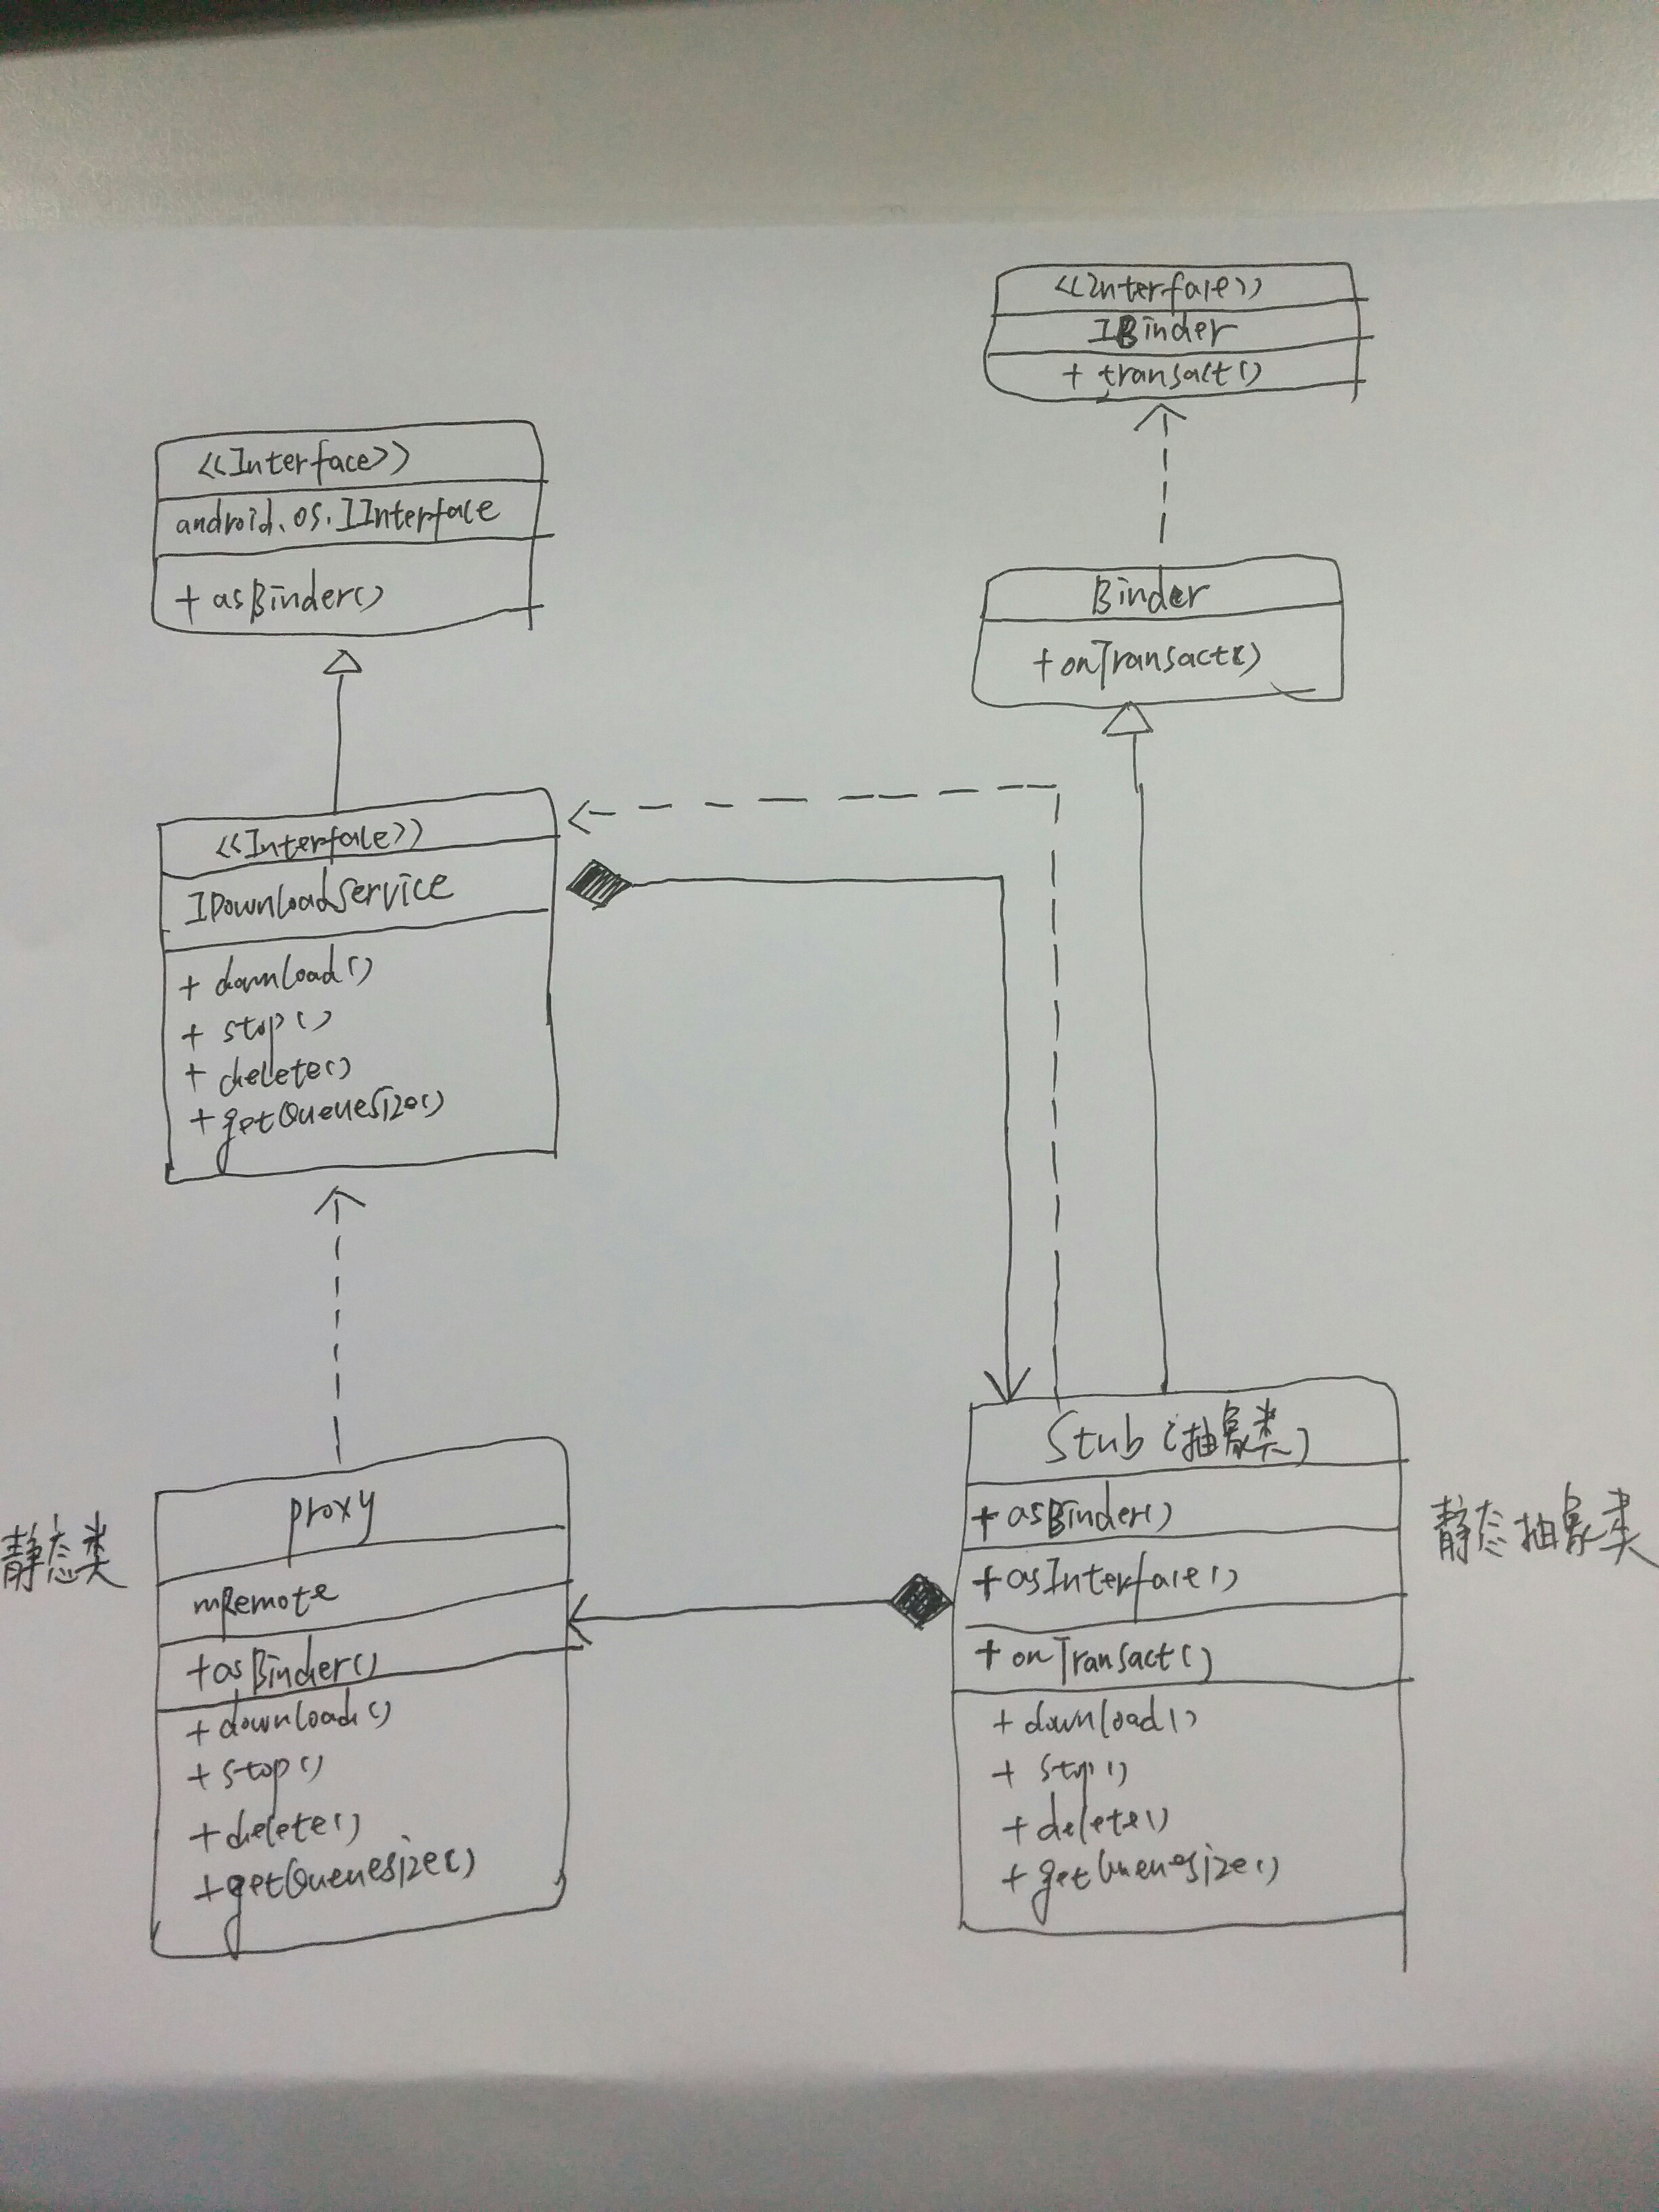 <<Interface>>
IBinder
+ transact()
<<Interface>>
android.os.IInterface
+ asBinder()
Binder
+ onTransact()
<<Interface>>
IDownloadService
+ download()
+ stop()
+ delete()
+ getQueueSize()
静态类
proxy
mRemote
+ asBinder()
+ download()
+ stop()
+ delete()
+ getQueuesize()
Stub (抽象类)
+ asBinder()
+ asInterface()
+ onTransact()
+ download()
+ stop()
+ delete()
+ getQueuesize()
静态抽象类